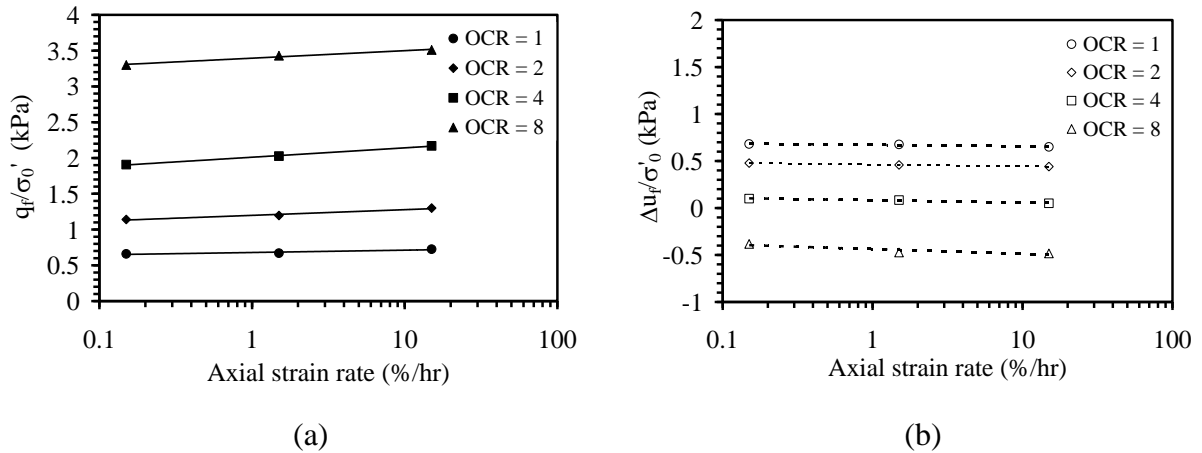 4
3.5
3
2.5
2
1.5
1
0.5
0
qf/σ0' (kPa)
OCR = 1
OCR = 2
OCR = 4
OCR = 8
0.1
1
10
100
Axial strain rate (%/hr)
(a)
2
1.5
1
0.5
0
-0.5
-1
Δuf/σ'0 (kPa)
OCR = 1
OCR = 2
OCR = 4
OCR = 8
0.1
1
10
100
Axial strain rate (%/hr)
(b)